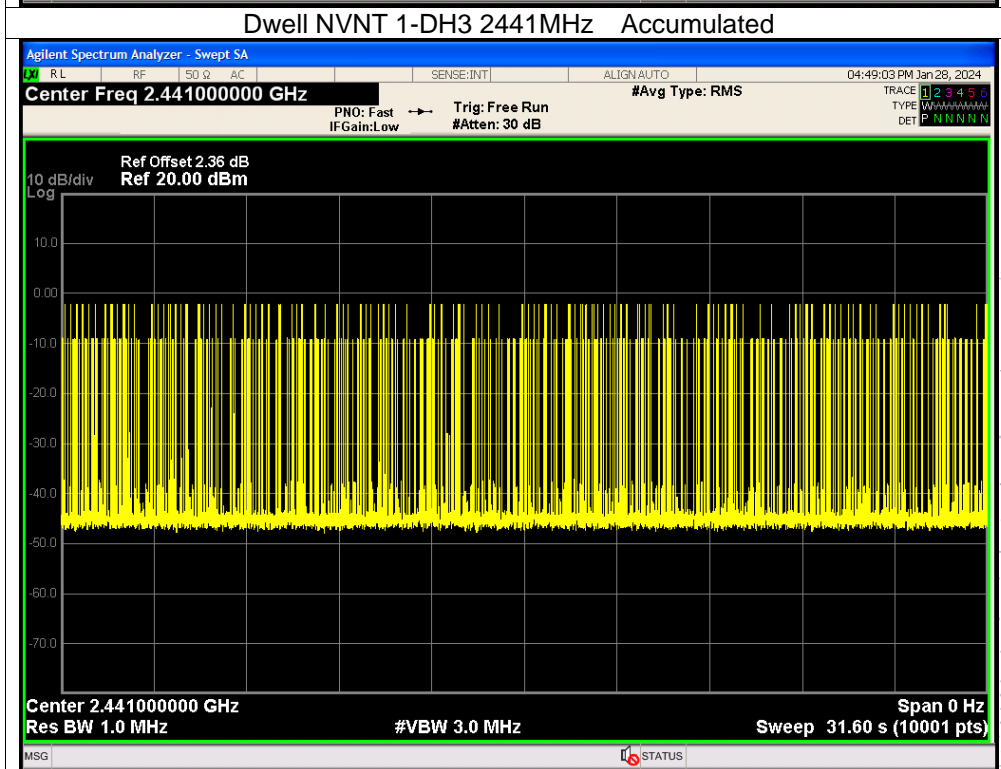 Dwell NVNT 1-DH3 2441MHz Accumulated
Agilent Spectrum Analyzer - Swept SA
LXI RL RF 50 Ω AC SENSE:INT ALIGN AUTO 04:49:03 PM Jan 28, 2024
Center Freq 2.441000000 GHz #Avg Type: RMS TRACE 1 2 3 4 5 6
PNO: Fast Trig: Free Run TYPE WWWWWW
IFGain:Low #Atten: 30 dB DET P N N N N N
Ref Offset 2.36 dB
10 dB/div Ref 20.00 dBm
Log
10.0
0.00
-10.0
-20.0
-30.0
-40.0
-50.0
-60.0
-70.0
Center 2.441000000 GHz Span 0 Hz
Res BW 1.0 MHz #VBW 3.0 MHz Sweep 31.60 s (10001 pts)
MSG STATUS